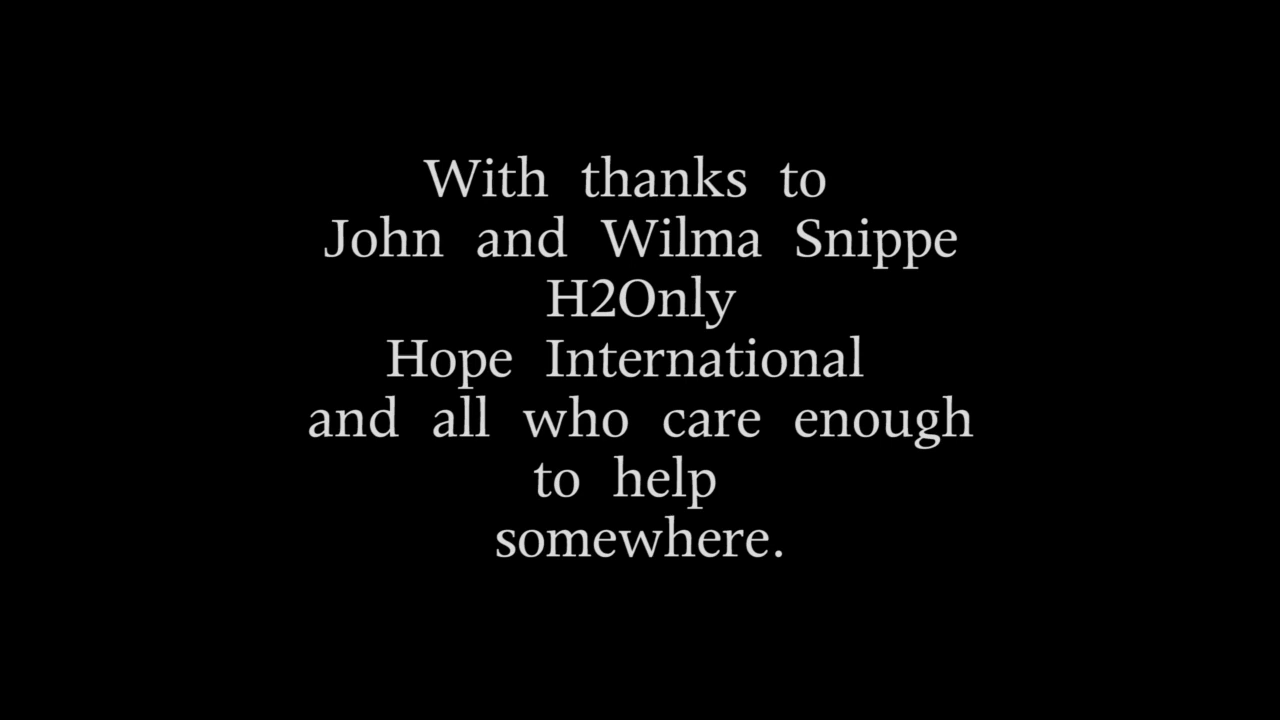 With thanks to
John and Wilma Snippe
H2Only
Hope International
and all who care enough
to help
somewhere.